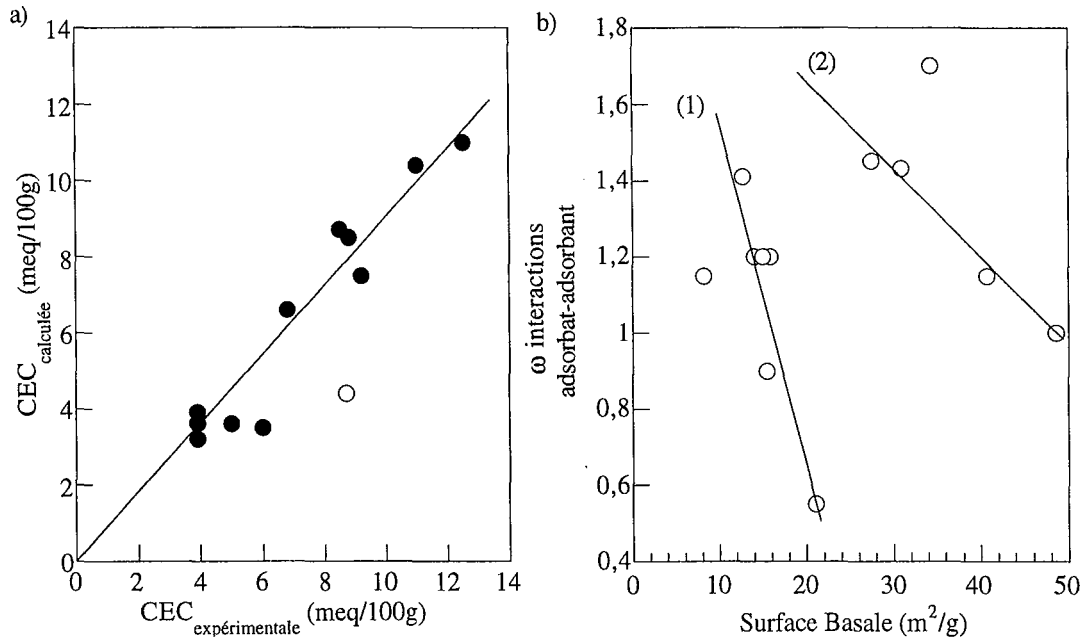 a)
14
12
10
8
6
4
2
0
CEC calculée (meq/100g)
0 2 4 6 8 10 12 14
CEC expérimentale (meq/100g)
b)
1,8
1,6
1,4
1,2
1
0,8
0,6
0,4
ω interactions
adsorbat-adsorbant
(1)
(2)
0 10 20 30 40 50
Surface Basale (m²/g)